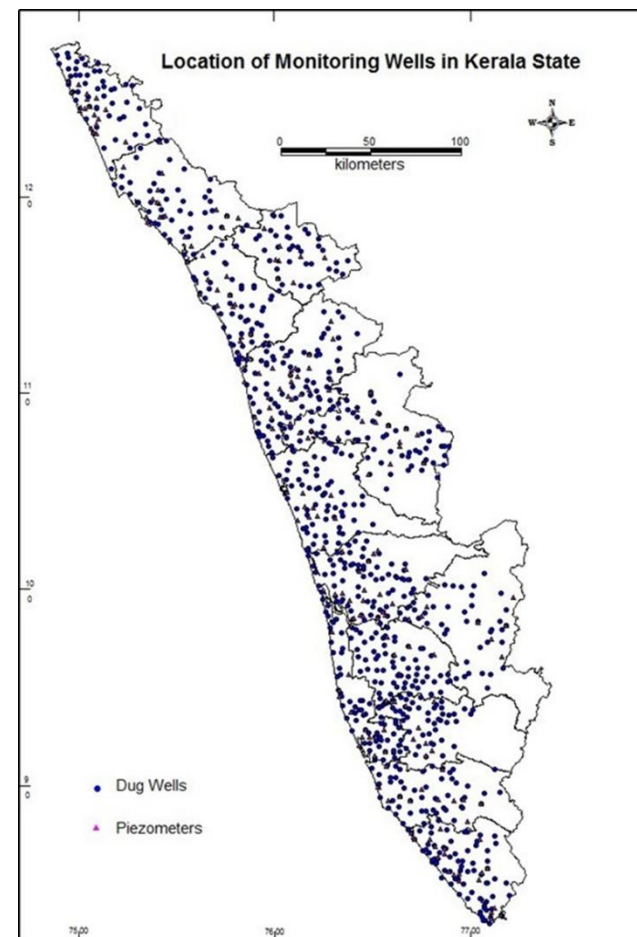 Location of Monitoring Wells in Kerala State
N
W E
S
0 50 100
kilometers
12
0
11
0
10
0
9
0
Dug Wells
Piezometers
75.00 76.00 77.00